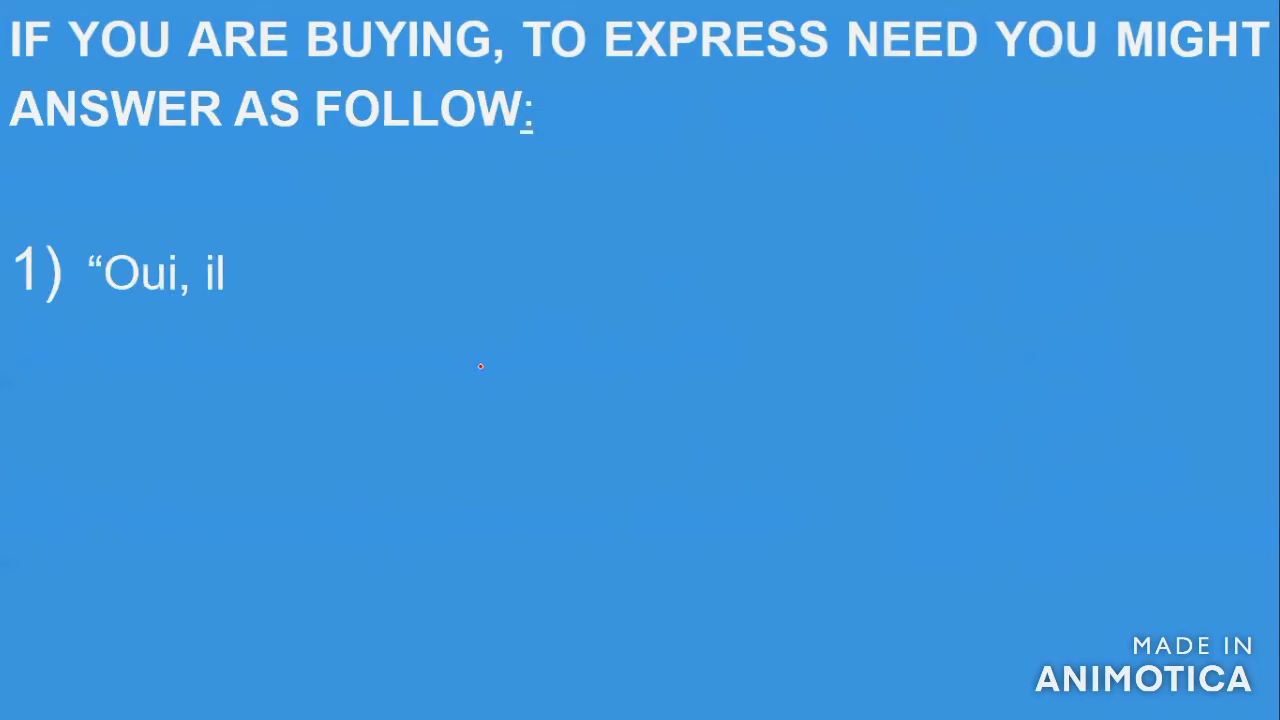 IF YOU ARE BUYING, TO EXPRESS NEED YOU MIGHT
ANSWER AS FOLLOW:
1) “Oui, il
MADE IN
ANIMOTICA